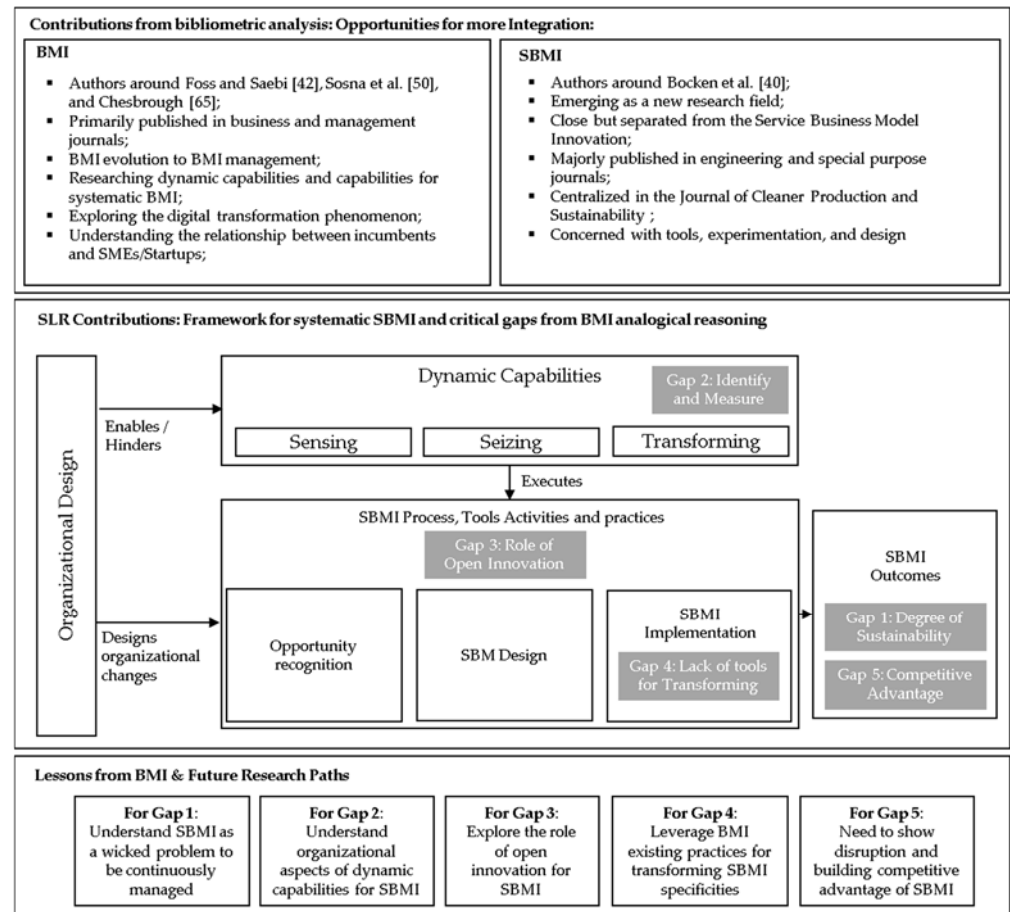 Contributions from bibliometric analysis: Opportunities for more Integration:
BMI
▪ Authors around Foss and Saebi [42], Sosna et al. [50],
and Chesbrough [65];
▪ Primarily published in business and management
journals;
▪ BMI evolution to BMI management;
▪ Researching dynamic capabilities and capabilities for
systematic BMI;
▪ Exploring the digital transformation phenomenon;
▪ Understanding the relationship between incumbents
and SMEs/Startups;
SBMI
▪ Authors around Bocken et al. [40];
▪ Emerging as a new research field;
▪ Close but separated from the Service Business Model
Innovation;
▪ Majorly published in engineering and special purpose
journals;
▪ Centralized in the Journal of Cleaner Production and
Sustainability ;
▪ Concerned with tools, experimentation, and design
SLR Contributions: Framework for systematic SBMI and critical gaps from BMI analogical reasoning
Organizational Design
Enables /
Hinders
Dynamic Capabilities
Gap 2: Identify
and Measure
Sensing
Seizing
Transforming
Executes
Designs
organizational
changes
SBMI Process, Tools Activities and practices
Gap 3: Role of
Open Innovation
Opportunity
recognition
SBM Design
SBMI
Implementation
Gap 4: Lack of tools
for Transforming
SBMI
Outcomes
Gap 1: Degree of
Sustainability
Gap 5: Competitive
Advantage
Lessons from BMI & Future Research Paths
For Gap 1:
Understand SBMI as
a wicked problem to
be continuously
managed
For Gap 2:
Understand
organizational
aspects of dynamic
capabilities for SBMI
For Gap 3:
Explore the role
of open
innovation for
SBMI
For Gap 4:
Leverage BMI
existing practices for
transforming SBMI
specificities
For Gap 5:
Need to show
disruption and
building competitive
advantage of SBMI